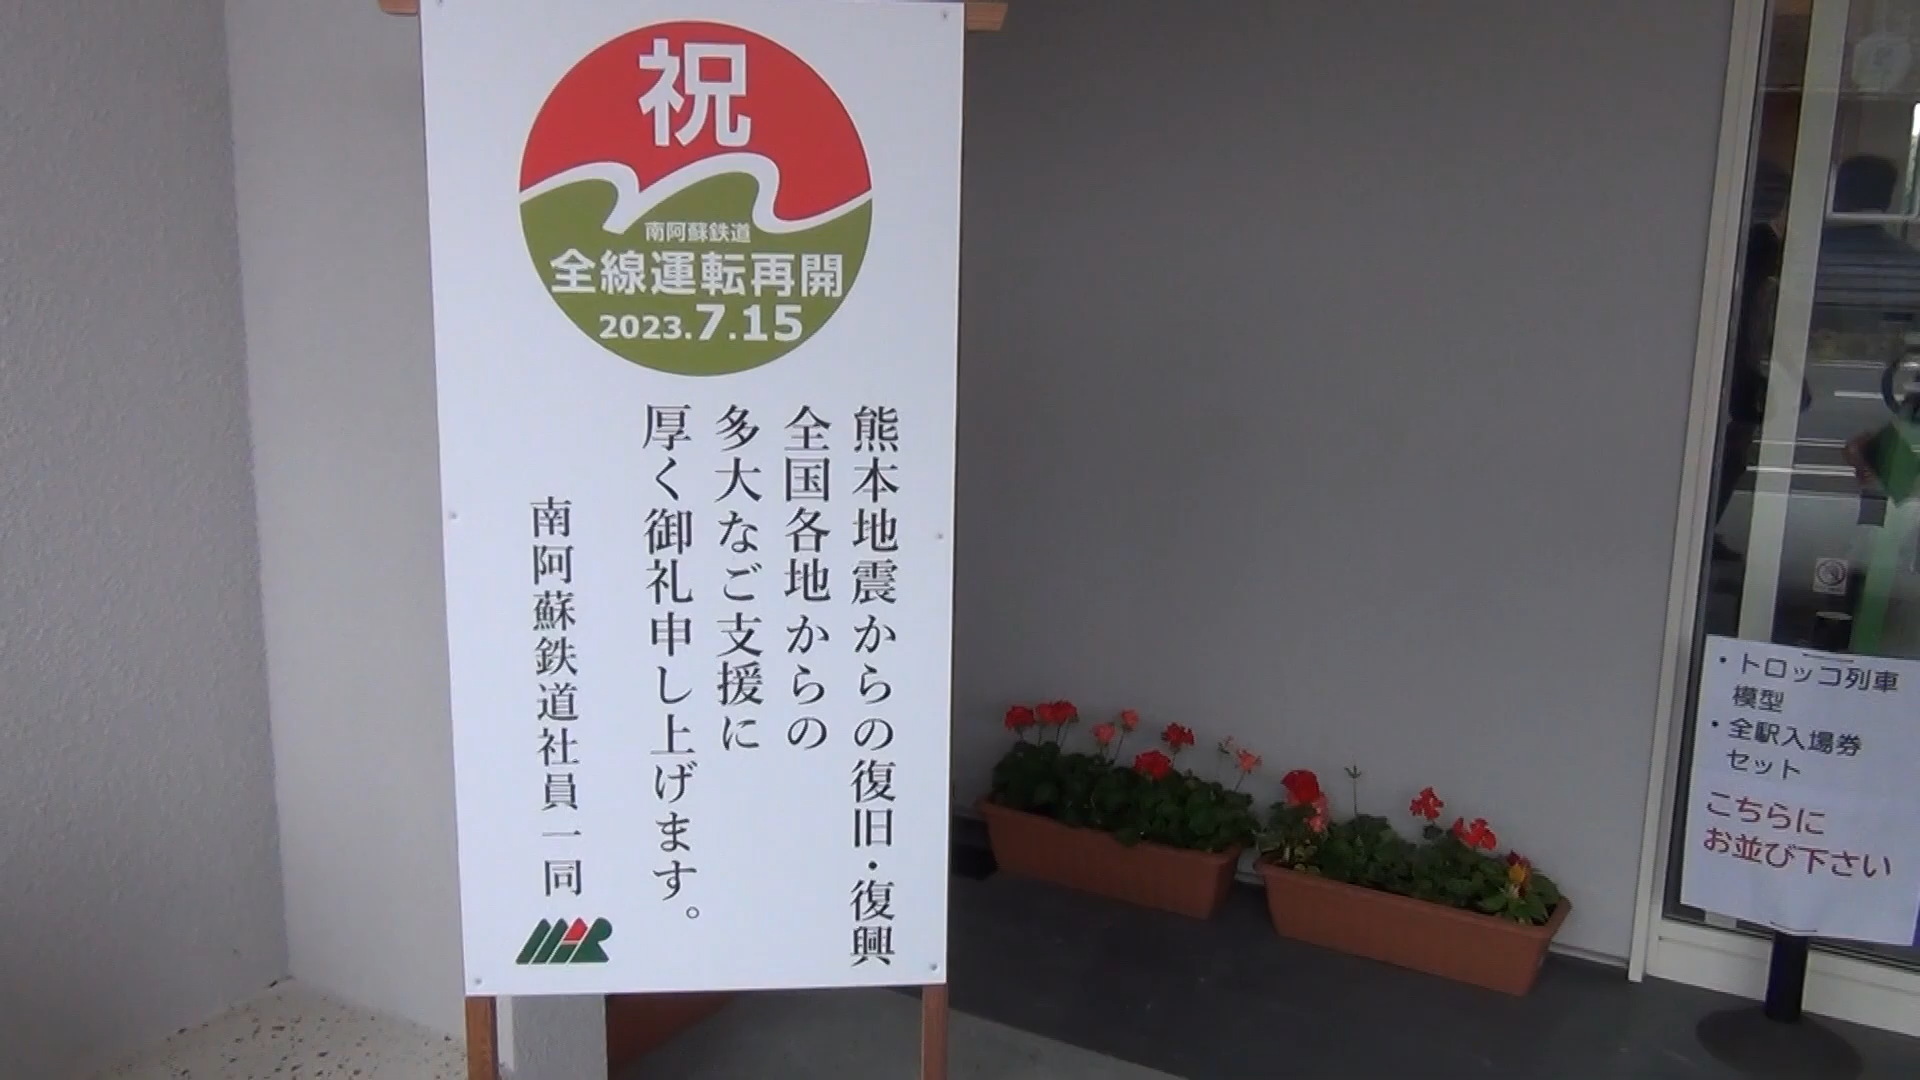 祝
南阿蘇鉄道
全線運転再開
2023.7.15
熊本地震からの復旧・復興
全国各地からの
多大なご支援に
厚く御礼申し上げます。
南阿蘇鉄道社員一同
MTR
・トロッコ列車
模型
・全駅入場券
セット
こちらに
お並び下さい